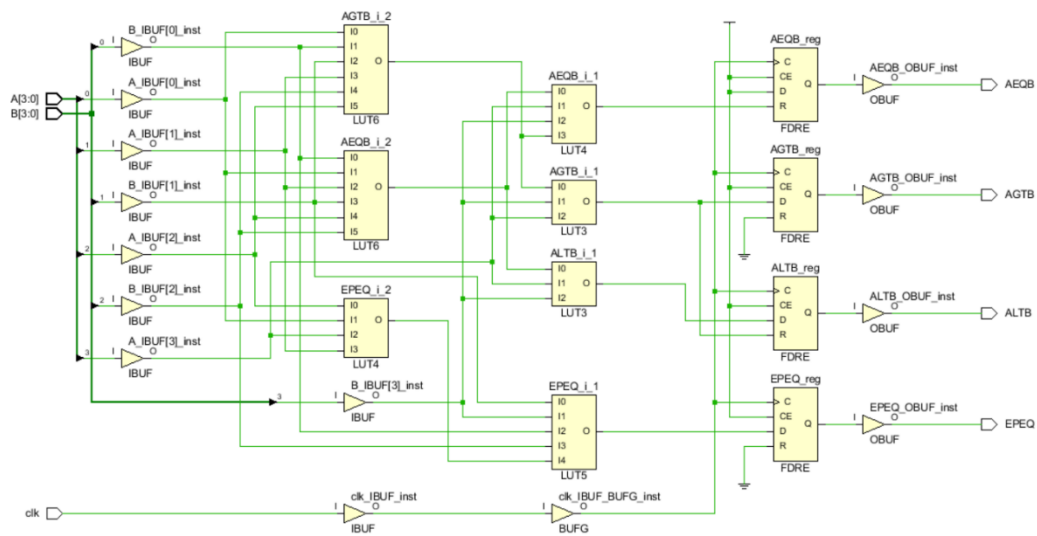 AGTB_i_2
I0
I1
I2
I3
I4
I5
O
LUT6
B_IBUF[0]_inst
0
I
O
IBUF
A[3:0]
B[3:0]
A_IBUF[0]_inst
0
I
O
IBUF
A_IBUF[1]_inst
1
I
O
IBUF
B_IBUF[1]_inst
1
I
O
IBUF
A_IBUF[2]_inst
2
I
O
IBUF
B_IBUF[2]_inst
2
I
O
IBUF
A_IBUF[3]_inst
3
I
O
IBUF
AEQB_i_2
I0
I1
I2
I3
I4
I5
O
LUT6
EPEQ_i_2
I0
I1
I2
I3
O
LUT4
B_IBUF[3]_inst
3
I
O
IBUF
AEQB_i_1
I0
I1
I2
I3
O
LUT4
AGTB_i_1
I0
I1
I2
O
LUT3
ALTB_i_1
I0
I1
I2
O
LUT3
EPEQ_i_1
I0
I1
I2
I3
I4
O
LUT5
clk
clk_IBUF_inst
I
O
IBUF
clk_IBUF_BUFG_inst
I
O
BUFG
AEQB_reg
C
CE
D
R
Q
FDRE
AEQB_OBUF_inst
I
O
OBUF
AEQB
AGTB_reg
C
CE
D
R
Q
FDRE
AGTB_OBUF_inst
I
O
OBUF
AGTB
ALTB_reg
C
CE
D
R
Q
FDRE
ALTB_OBUF_inst
I
O
OBUF
ALTB
EPEQ_reg
C
CE
D
R
Q
FDRE
EPEQ_OBUF_inst
I
O
OBUF
EPEQ